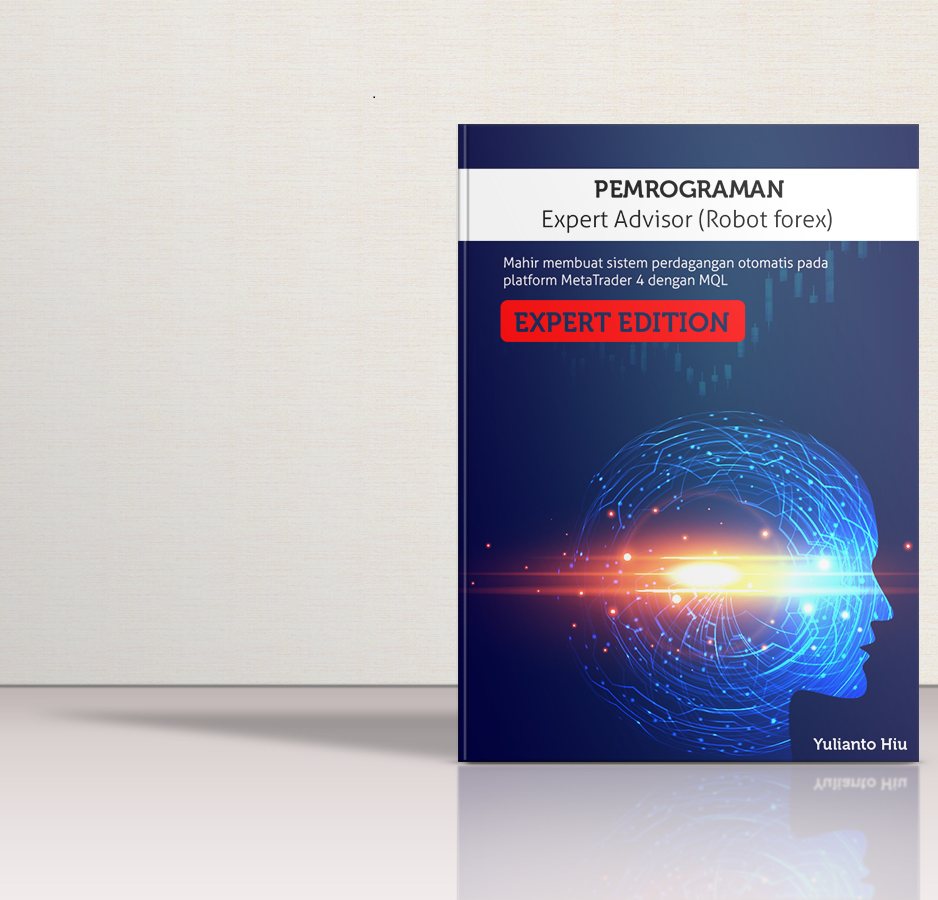 PEMROGRAMAN
Expert Advisor (Robot forex)
Mahir membuat sistem perdagangan otomatis pada
platform MetaTrader 4 dengan MQL
EXPERT EDITION
Yulianto Hiu